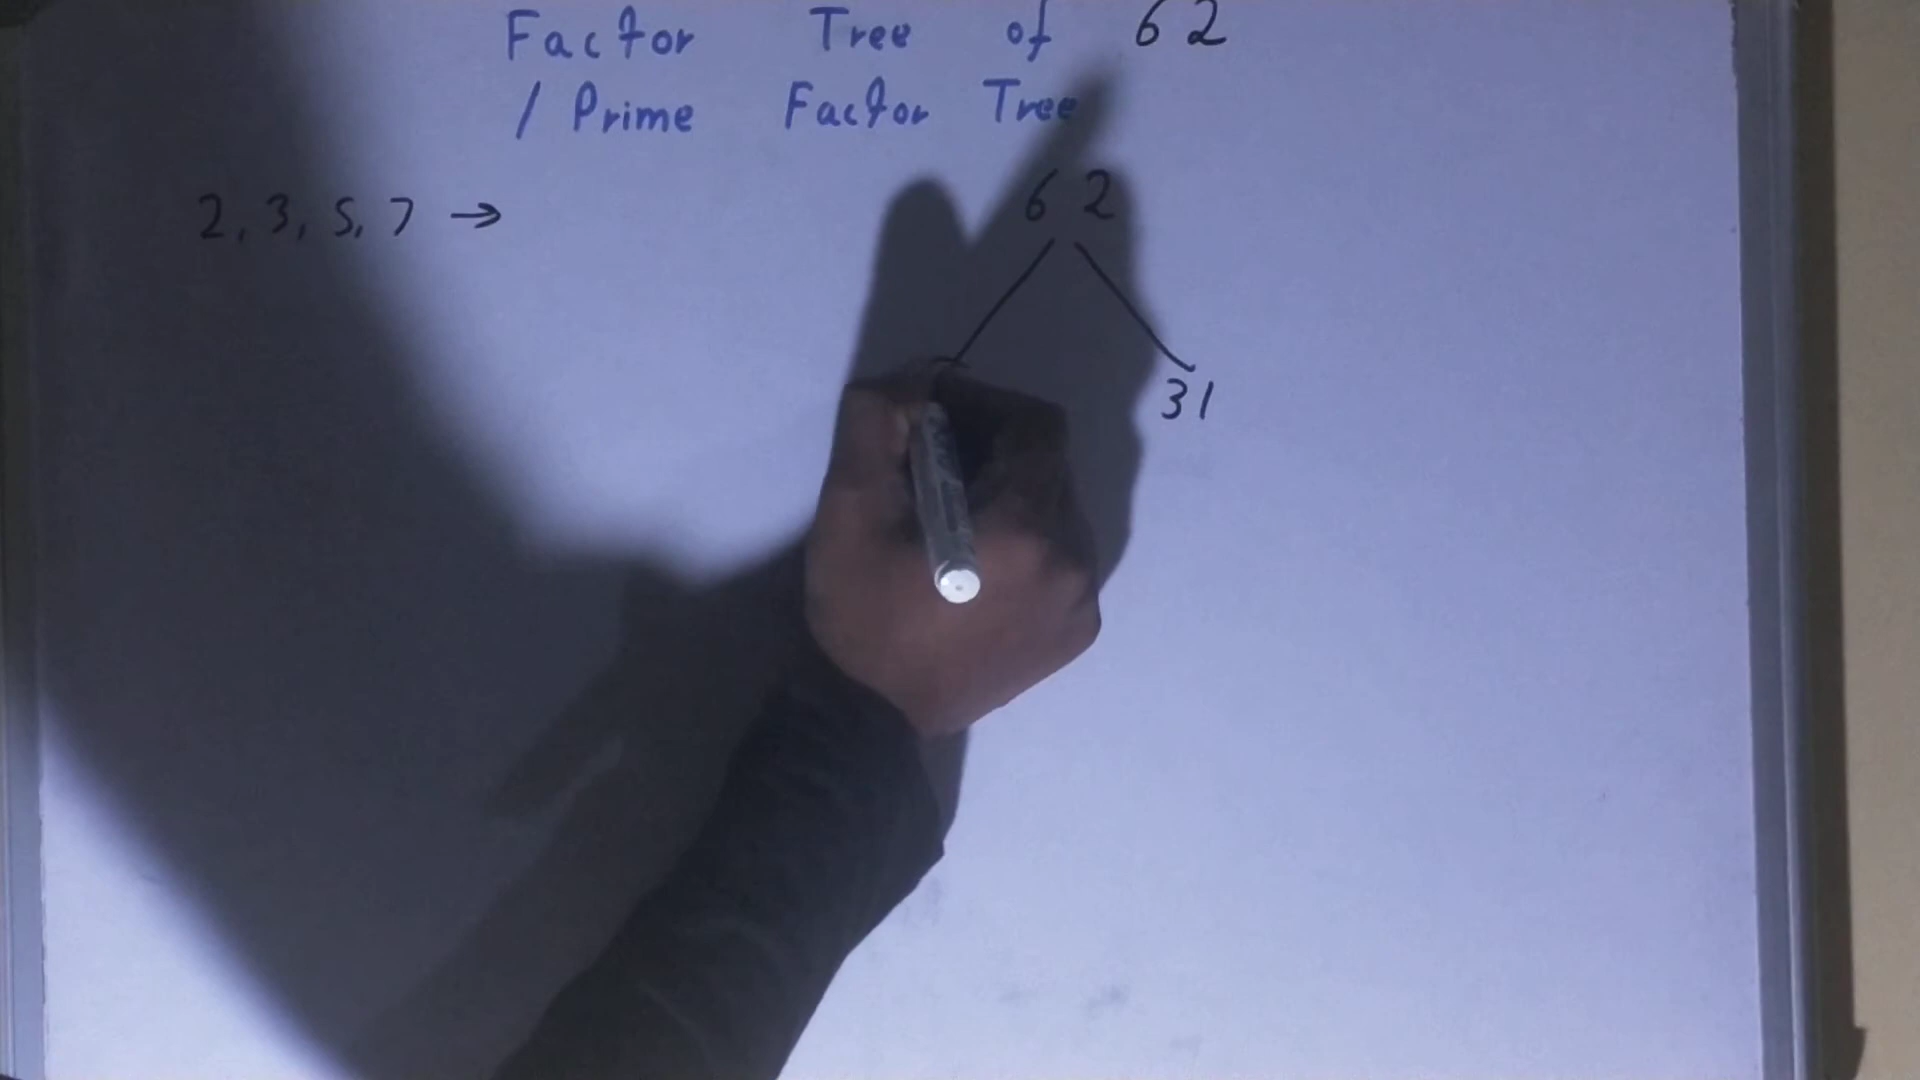 Factor Tree of 62
/ Prime Factor Tree
2, 3, 5, 7 →
62
31